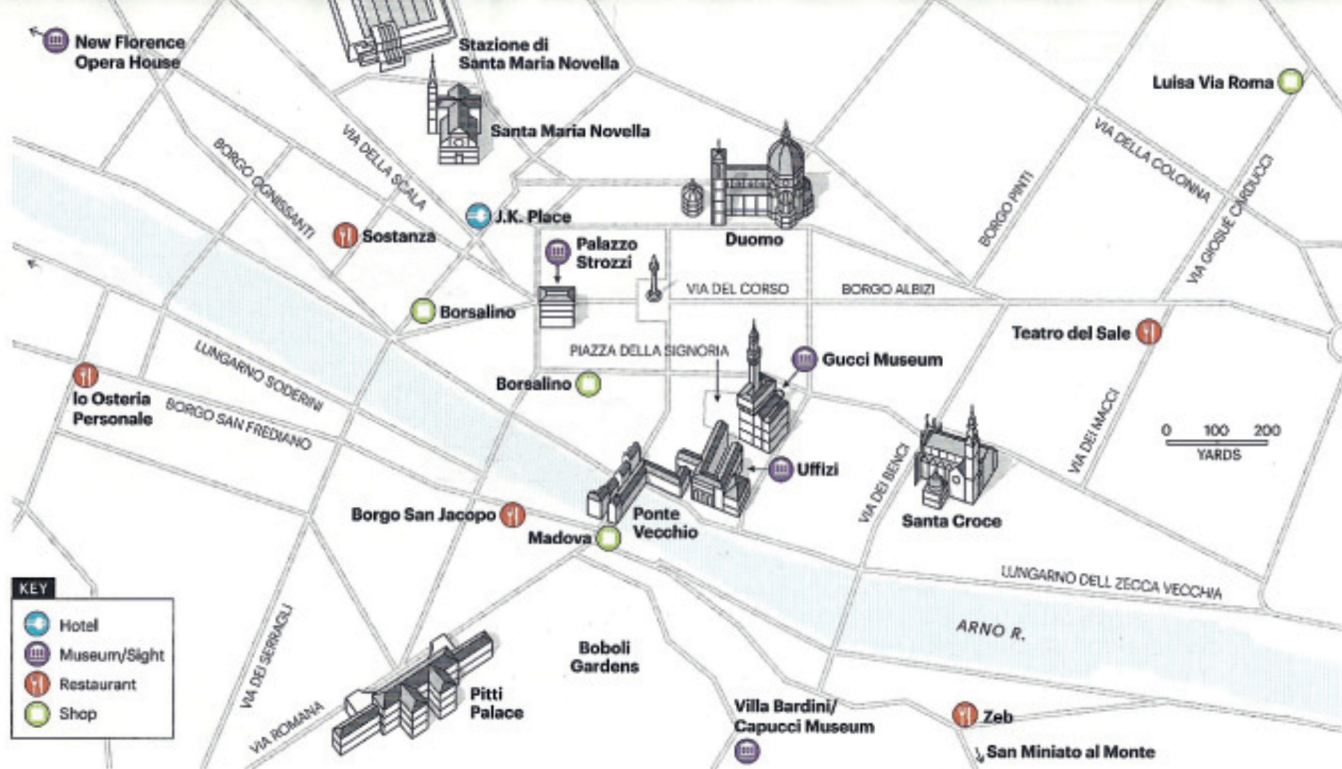 New Florence
Opera House
Stazione di
Santa Maria Novella
Luisa Via Roma
Santa Maria Novella
VIA DELLA SCALA
BORGO OGNISSANTI
VIA DELLA COLONNA
BORGO PINTI
VIA GIOSUE CARDUCCI
J.K. Place
Sostanza
Duomo
Palazzo
Strozzi
VIA DEL CORSO
BORGO ALBIZI
Borsalino
Teatro del Sale
PIAZZA DELLA SIGNORIA
Gucci Museum
LUNGARNO SODERINI
Borsalino
Io Osteria
Personale
BORGO SAN FREDIANO
VIA DEI MACCI
0 100 200
YARDS
Uffizi
VIA DEI BENCI
Santa Croce
Borgo San Jacopo
Ponte
Vecchio
Madova
LUNGARNO DELL ZECCA VECCHIA
ARNO R.
KEY
Hotel
Museum/Sight
Restaurant
Shop
VIA DEI SERRAGLI
VIA ROMANA
Boboli
Gardens
Pitti
Palace
Villa Bardini/
Capucci Museum
Zeb
San Miniato al Monte